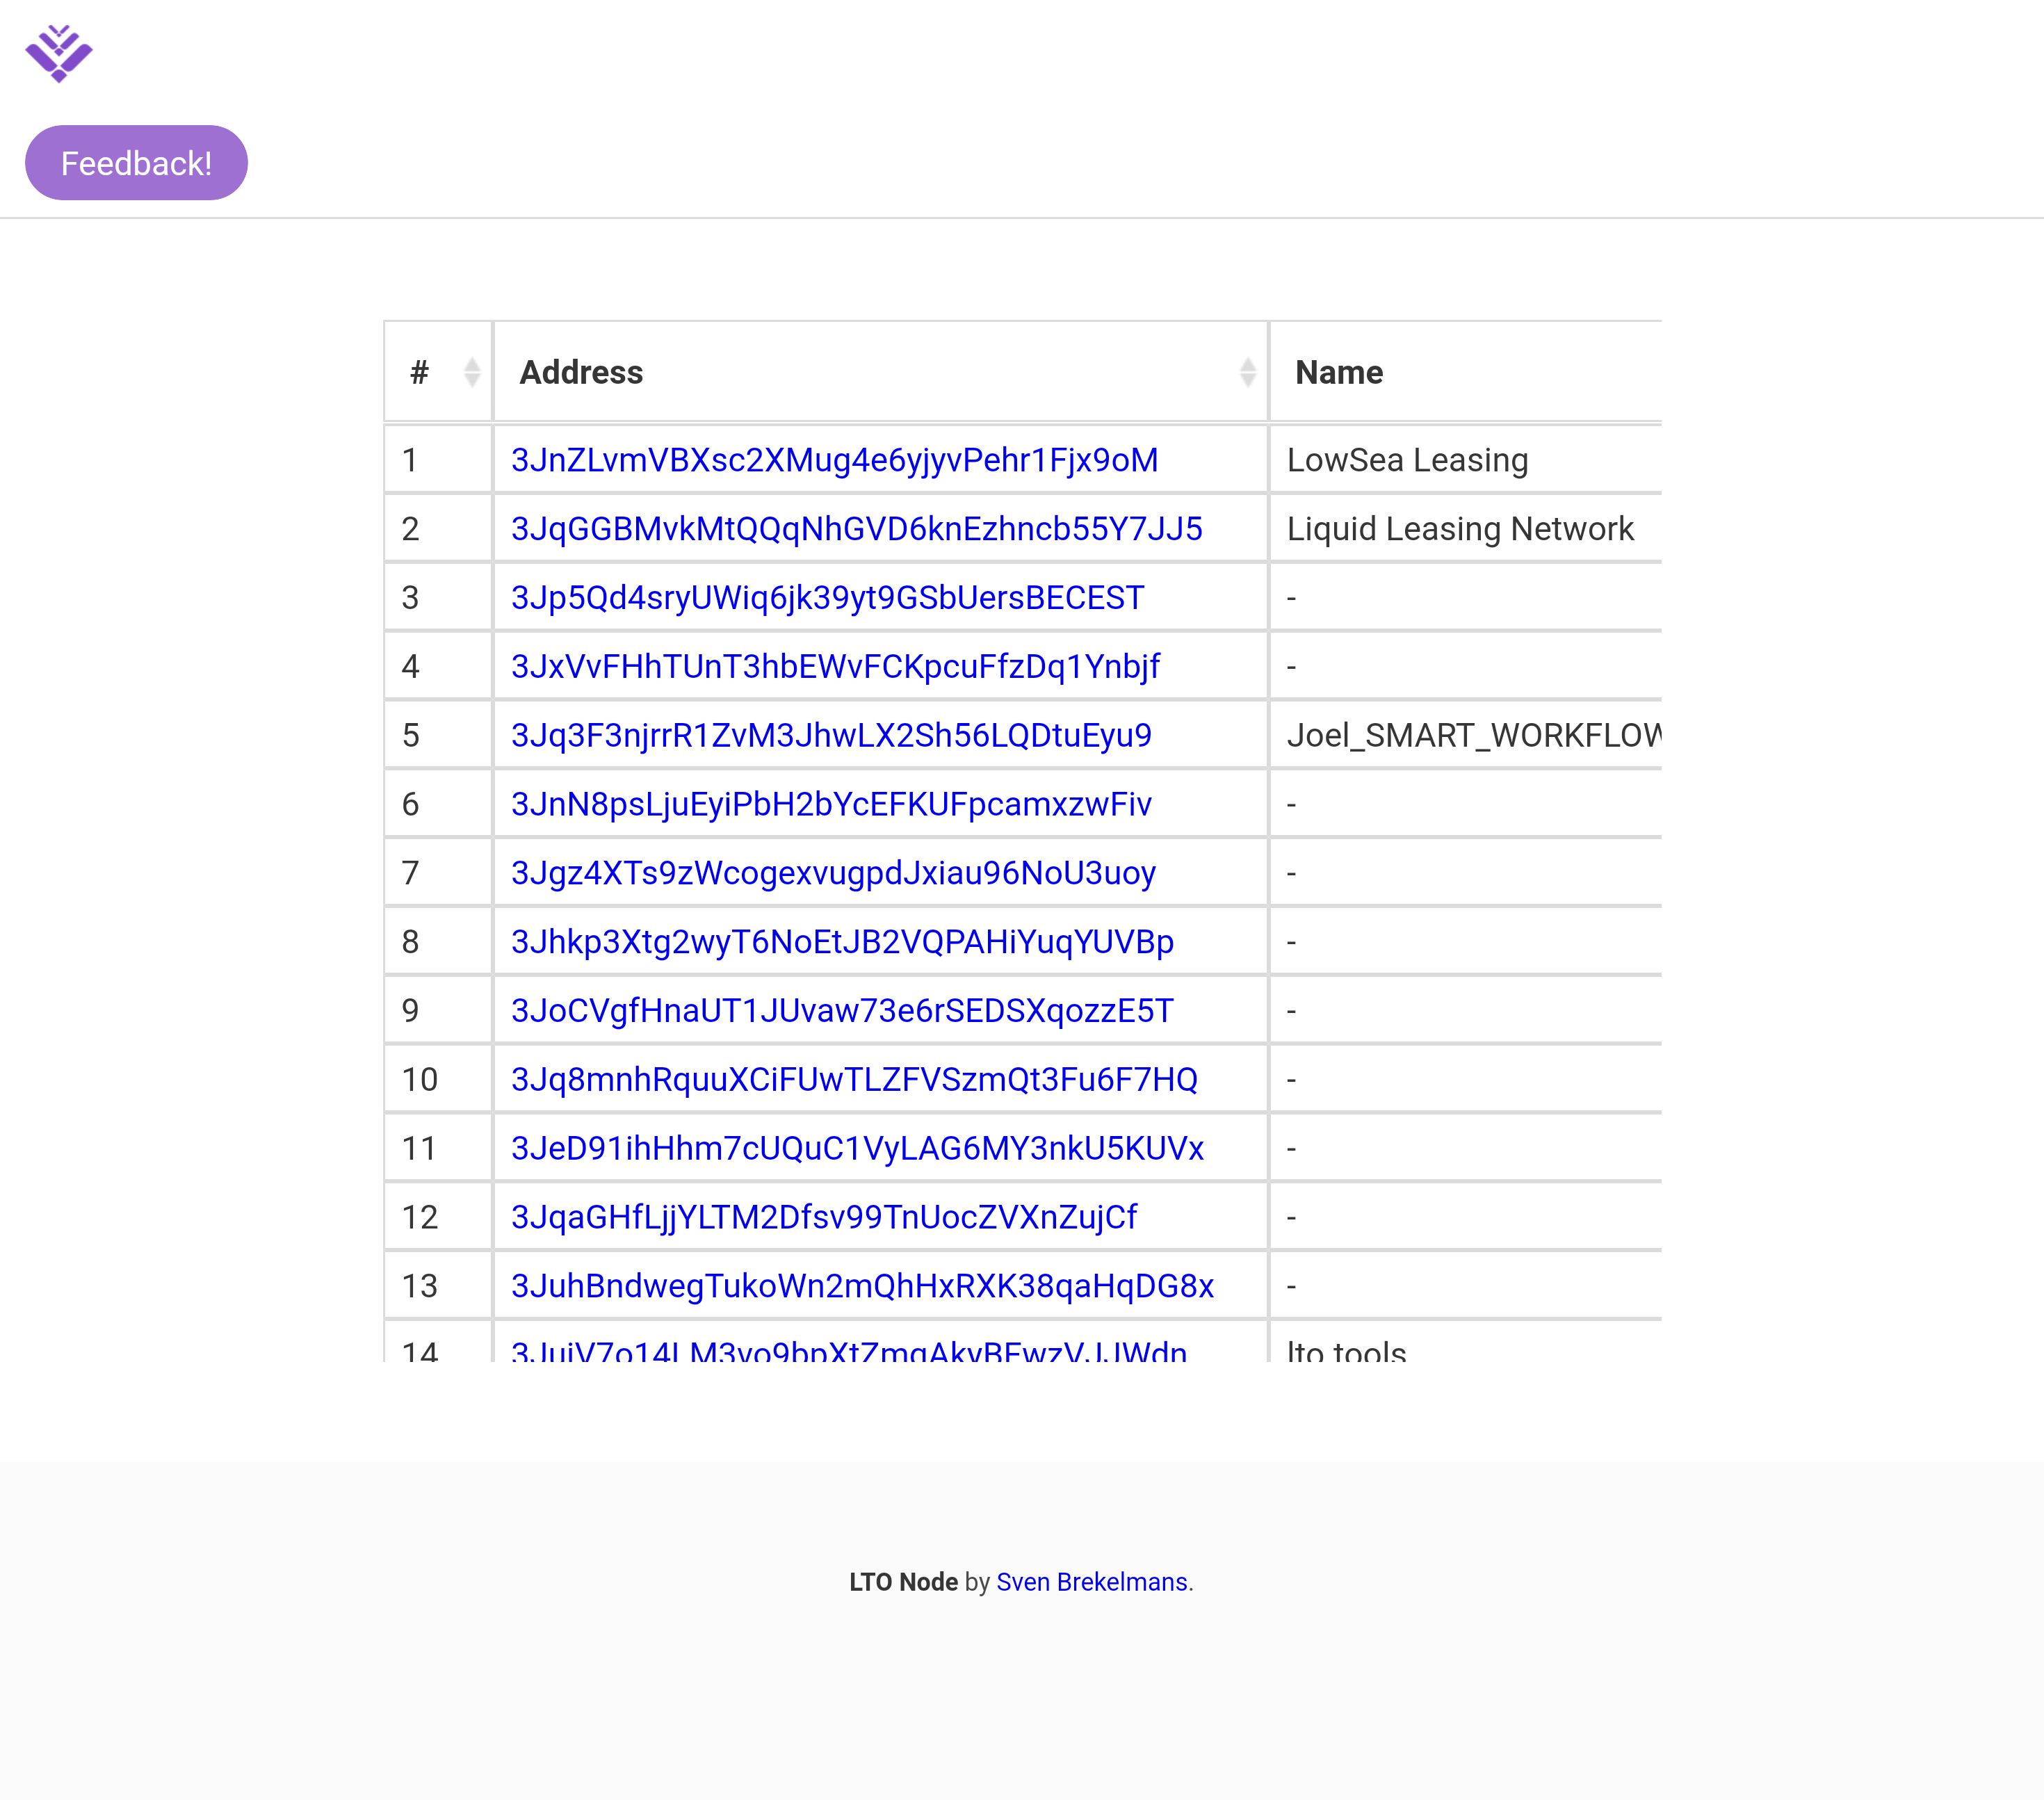 Feedback!
# Address Name
1 3JnZLvmVBXsc2XMug4e6yjyvPehr1Fjx9oM LowSea Leasing
2 3JqGGBMvkMtQQqNhGVD6knEzhncb55Y7JJ5 Liquid Leasing Network
3 3Jp5Qd4sryUWiq6jk39yt9GSbUersBECEST -
4 3JxVvFHhTUnT3hbEWvFCKpcuFfzDq1Ynbjf -
5 3Jq3F3njrrR1ZvM3JhwLX2Sh56LQDtuEyu9 Joel_SMART_WORKFLOW
6 3JnN8psLjuEyiPbH2bYcEFKUFpcamxzwFiv -
7 3Jgz4XTs9zWcogexvugpdJxiau96NoU3uoy -
8 3Jhkp3Xtg2wyT6NoEtJB2VQPAHiYuqYUVBp -
9 3JoCVgfHnaUT1JUvaw73e6rSEDSXqozzE5T -
10 3Jq8mnhRquuXCiFUwTLZFVSzmQt3Fu6F7HQ -
11 3JeD91ihHhm7cUQuC1VyLAG6MY3nkU5KUVx -
12 3JqaGHfLjjYLTM2Dfsv99TnUocZVXnZujCf -
13 3JuhBndwegTukoWn2mQhHxRXK38qaHqDG8x -
14 lto tools
LTO Node by Sven Brekelmans.